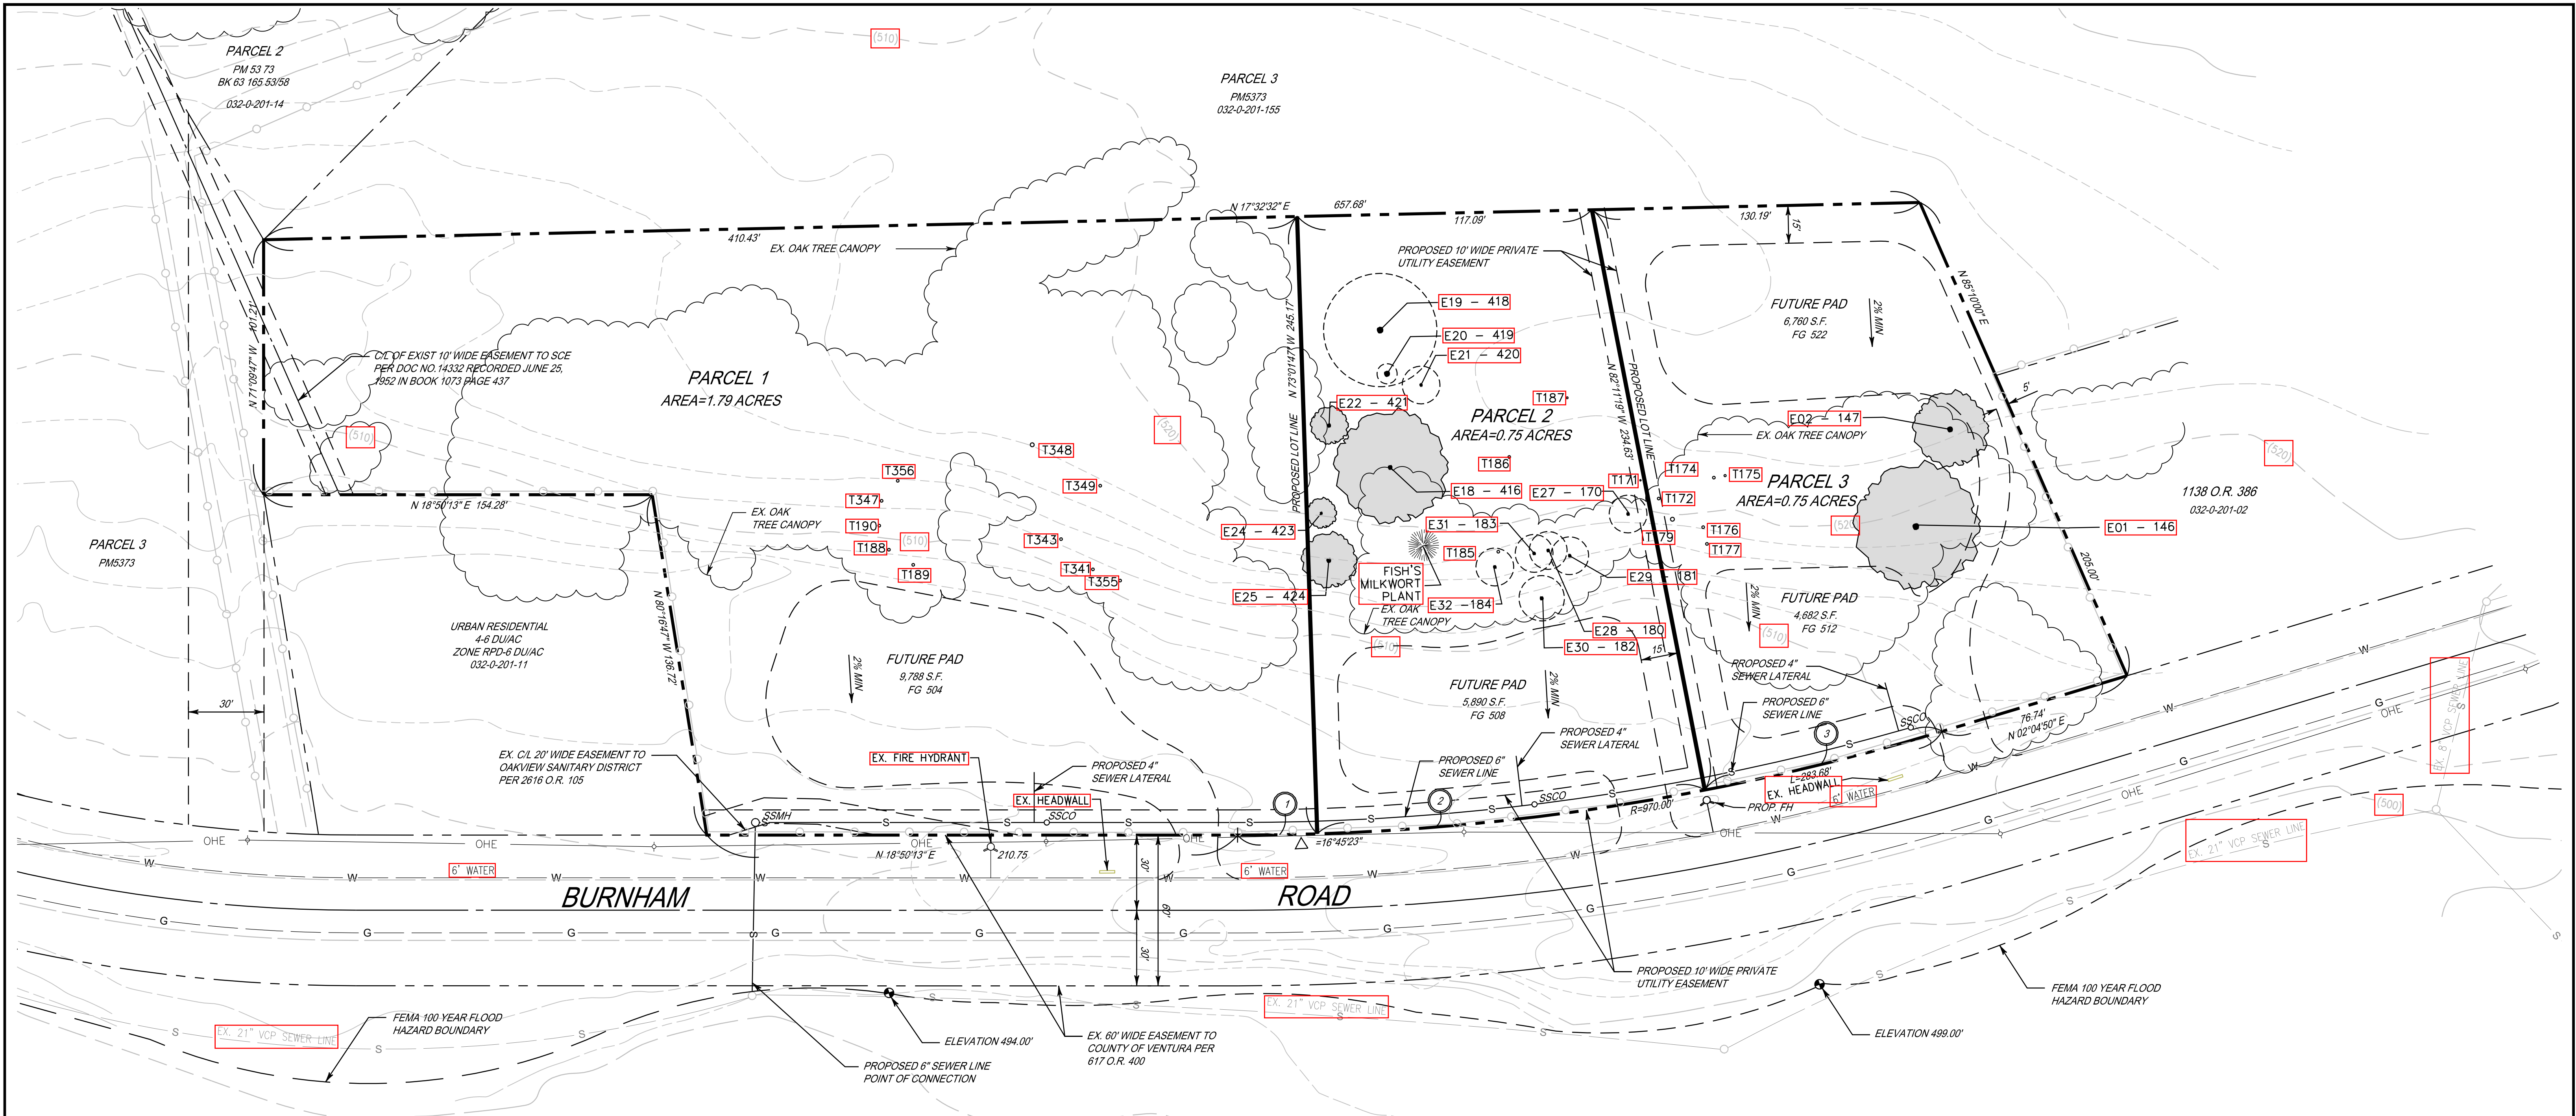 PARCEL 2
PM 53 73
BK 63 165 53/58
032-0-201-14
(510)
PARCEL 3
PM5373
032-0-201-155
N 17°32'32" E
657.68'
410.43'
117.09'
130.19'
15'
EX. OAK TREE CANOPY
PROPOSED 10' WIDE PRIVATE
UTILITY EASEMENT
N 85°10'00" E
FUTURE PAD
6,760 S.F.
FG 522
2% MIN
E19 - 418
E20 - 419
E21 - 420
N 71°09'47" W 101.21'
C/L OF EXIST 10' WIDE EASEMENT TO SCE
PER DOC NO.14332 RECORDED JUNE 25,
1952 IN BOOK 1073 PAGE 437
PARCEL 1
AREA=1.79 ACRES
PROPOSED LOT LINE N 73°01'47" W 245.17'
N 82°11'19" W 234.63'
PROPOSED LOT LINE
5'
E22 - 421
T187
PARCEL 2
AREA=0.75 ACRES
E02 - 147
EX. OAK TREE CANOPY
(510)
(520)
(520)
T348
T356
T349
T347
T186
T171
T174
T175
PARCEL 3
AREA=0.75 ACRES
E18 - 416
E27 - 170
T172
1138 O.R. 386
032-0-201-02
N 18°50'13" E 154.28'
EX. OAK
TREE CANOPY
T190
T188
(510)
T189
T343
T341
T355
E24 - 423
E31 - 183
T185
T179
T176
T177
(520)
E01 - 146
FISH'S
MILKWORT
PLANT
E29 - 181
E25 - 424
E32 -184
EX. OAK
TREE CANOPY
E28 - 180
E30 - 182
(510)
15'
2% MIN
FUTURE PAD
4,682 S.F.
FG 512
(510)
205.00'
PARCEL 3
PM5373
URBAN RESIDENTIAL
4-6 DU/AC
ZONE RPD-6 DU/AC
032-0-201-11
N 80°16'47" W 136.72'
2% MIN
FUTURE PAD
9,788 S.F.
FG 504
FUTURE PAD
5,890 S.F.
FG 508
2% MIN
PROPOSED 4"
SEWER LATERAL
PROPOSED 6"
SEWER LINE
SSCO
76.74'
N 02°04'50" E
30'
EX. C/L 20' WIDE EASEMENT TO
OAKVIEW SANITARY DISTRICT
PER 2616 O.R. 105
EX. FIRE HYDRANT
PROPOSED 4"
SEWER LATERAL
EX. HEADWALL
PROPOSED 6"
SEWER LINE
PROPOSED 4"
SEWER LATERAL
1
2
3
SSMH
SSCO
SSCO
L=283.68'
R=970.00'
EX. HEADWALL
6" WATER
PROP. FH
EX. 8" VCP SEWER LINE
(500)
EX. 21" VCP SEWER LINE
OHE
OHE
OHE
OHE
OHE
OHE
OHE
N 18°50'13" E
210.75
=16°45'23"
6" WATER
6" WATER
BURNHAM ROAD
30'
60'
30'
W W W W W W W W W W W
G G G G G G G G G G G
S S S S S S S S S S
PROPOSED 10' WIDE PRIVATE
UTILITY EASEMENT
FEMA 100 YEAR FLOOD
HAZARD BOUNDARY
EX. 21" VCP SEWER LINE
FEMA 100 YEAR FLOOD
HAZARD BOUNDARY
EX. 21" VCP SEWER LINE
ELEVATION 494.00'
ELEVATION 499.00'
EX. 60' WIDE EASEMENT TO
COUNTY OF VENTURA PER
617 O.R. 400
PROPOSED 6" SEWER LINE
POINT OF CONNECTION